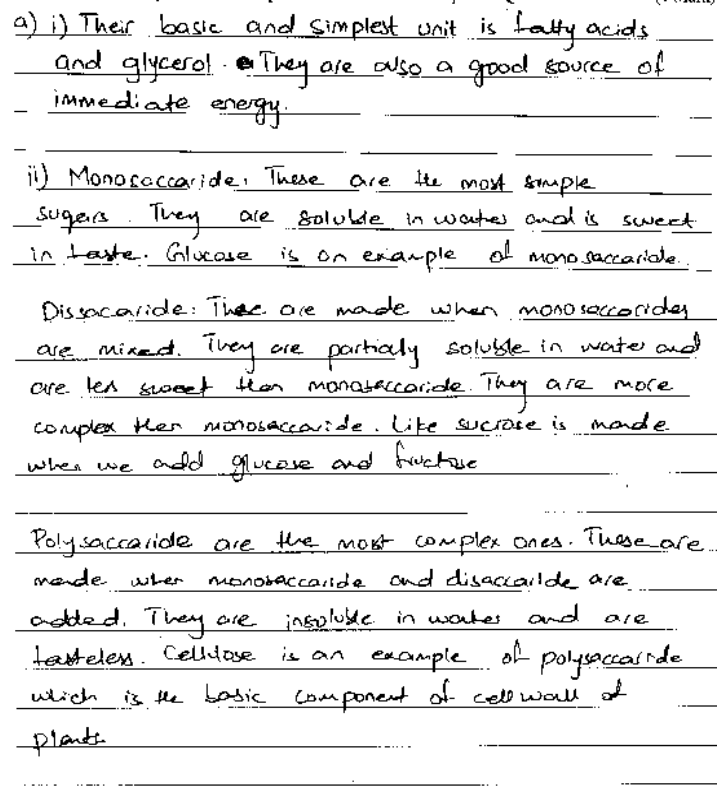 a) i) Their basic and simplest unit is fatty acids
and glycerol. They are also a good source of
immediate energy.
ii) Monosaccaride. These are the most simple
sugars. They are soluble in water and is sweet
in taste. Glucose is an example of monosaccaride.
Dissacaride: These are made when monosaccarides
are mixed. They are partialy soluble in water and
are less sweet then monosaccaride. They are more
complex then monosaccaride. Like sucrose is made
when we add glucose and fructose
Polysaccaride are the most complex ones. These are
made when monosaccaride and disaccaride are
added. They are insoluble in water and are
tasteless. Cellulose is an example of polysaccaride
which is the basic component of cell wall of
plants